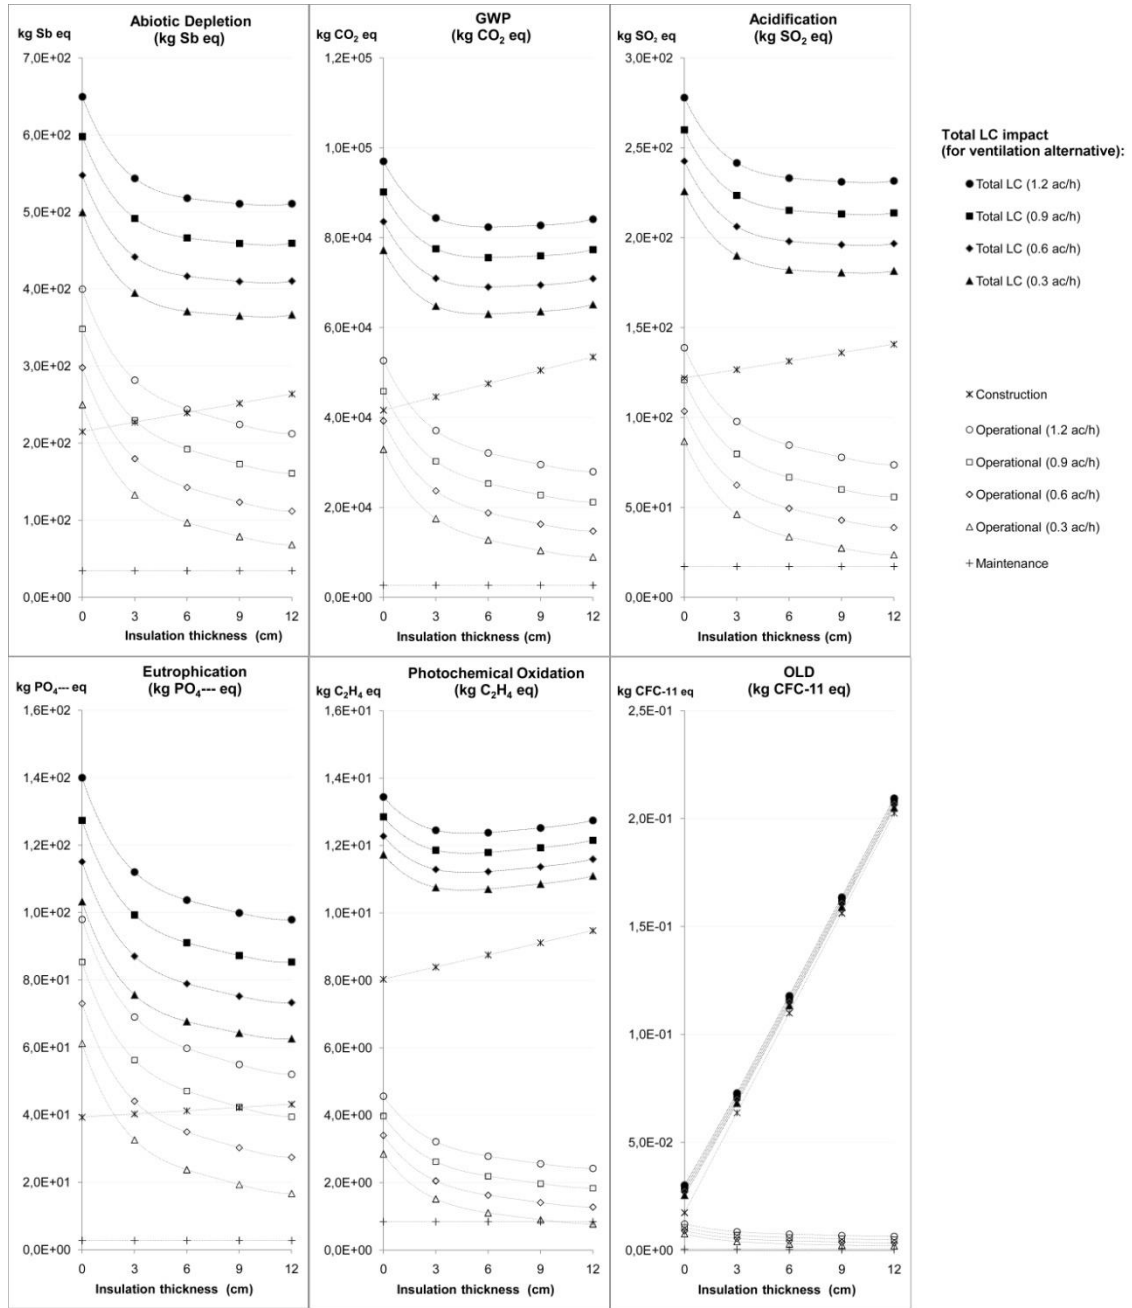 Abiotic Depletion
(kg Sb eq)
kg Sb eq
7,0E+02
6,0E+02
5,0E+02
4,0E+02
3,0E+02
2,0E+02
1,0E+02
0,0E+00
0 3 6 9 12
Insulation thickness (cm)
GWP
(kg CO₂ eq)
kg CO₂ eq
1,2E+05
1,0E+05
8,0E+04
6,0E+04
4,0E+04
2,0E+04
0,0E+00
0 3 6 9 12
Insulation thickness (cm)
Acidification
(kg SO₂ eq)
kg SO₂ eq
3,0E+02
2,5E+02
2,0E+02
1,5E+02
1,0E+02
5,0E+01
0,0E+00
0 3 6 9 12
Insulation thickness (cm)
Total LC impact
(for ventilation alternative):
Total LC (1.2 ac/h)
Total LC (0.9 ac/h)
Total LC (0.6 ac/h)
Total LC (0.3 ac/h)
Construction
Operational (1.2 ac/h)
Operational (0.9 ac/h)
Operational (0.6 ac/h)
Operational (0.3 ac/h)
Maintenance
Eutrophication
(kg PO₄--- eq)
kg PO₄--- eq
1,6E+02
1,4E+02
1,2E+02
1,0E+02
8,0E+01
6,0E+01
4,0E+01
2,0E+01
0,0E+00
0 3 6 9 12
Insulation thickness (cm)
Photochemical Oxidation
(kg C₂H₄ eq)
kg C₂H₄ eq
1,6E+01
1,4E+01
1,2E+01
1,0E+01
8,0E+00
6,0E+00
4,0E+00
2,0E+00
0,0E+00
0 3 6 9 12
Insulation thickness (cm)
OLD
(kg CFC-11 eq)
kg CFC-11 eq
2,5E-01
2,0E-01
1,5E-01
1,0E-01
5,0E-02
0,0E+00
0 3 6 9 12
Insulation thickness (cm)